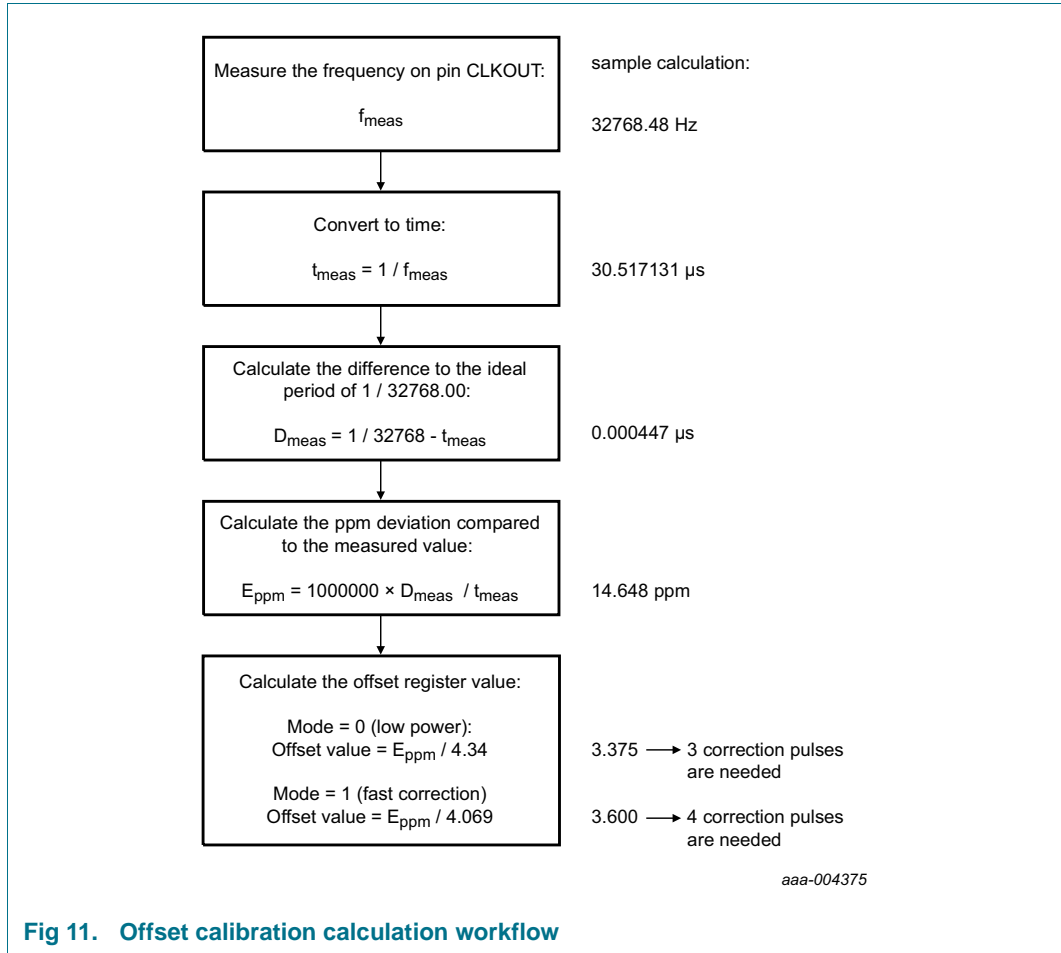 Measure the frequency on pin CLKOUT:
fmeas
sample calculation:
32768.48 Hz
Convert to time:
tmeas = 1 / fmeas
30.517131 μs
Calculate the difference to the ideal
period of 1 / 32768.00:
Dmeas = 1 / 32768 - tmeas
0.000447 μs
Calculate the ppm deviation compared
to the measured value:
Eppm = 1000000 × Dmeas / tmeas
14.648 ppm
Calculate the offset register value:
Mode = 0 (low power):
Offset value = Eppm / 4.34
3.375 → 3 correction pulses
are needed
Mode = 1 (fast correction)
Offset value = Eppm / 4.069
3.600 → 4 correction pulses
are needed
aaa-004375
Fig 11. Offset calibration calculation workflow